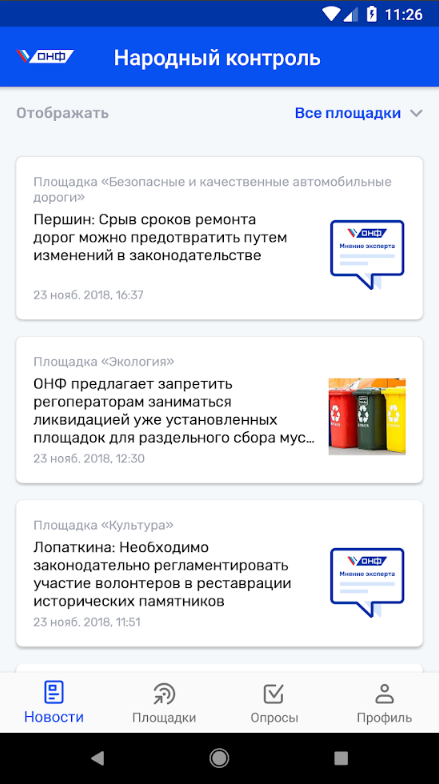 11:26
ОНФ
Народный контроль
Отображать
Все площадки
Площадка «Безопасные и качественные автомобильные
дороги»
Першин: Срыв сроков ремонта
дорог можно предотвратить путем
изменений в законодательстве
ОНФ
Мнение эксперта
23 нояб. 2018, 16:37
Площадка «Экология»
ОНФ предлагает запретить
регоператорам заниматься
ликвидацией уже установленных
площадок для раздельного сбора мус...
23 нояб. 2018, 12:30
Площадка «Культура»
Лопаткина: Необходимо
законодательно регламентировать
участие волонтеров в реставрации
исторических памятников
ОНФ
Мнение эксперта
23 нояб. 2018, 11:51
Новости
Площадки
Опросы
Профиль